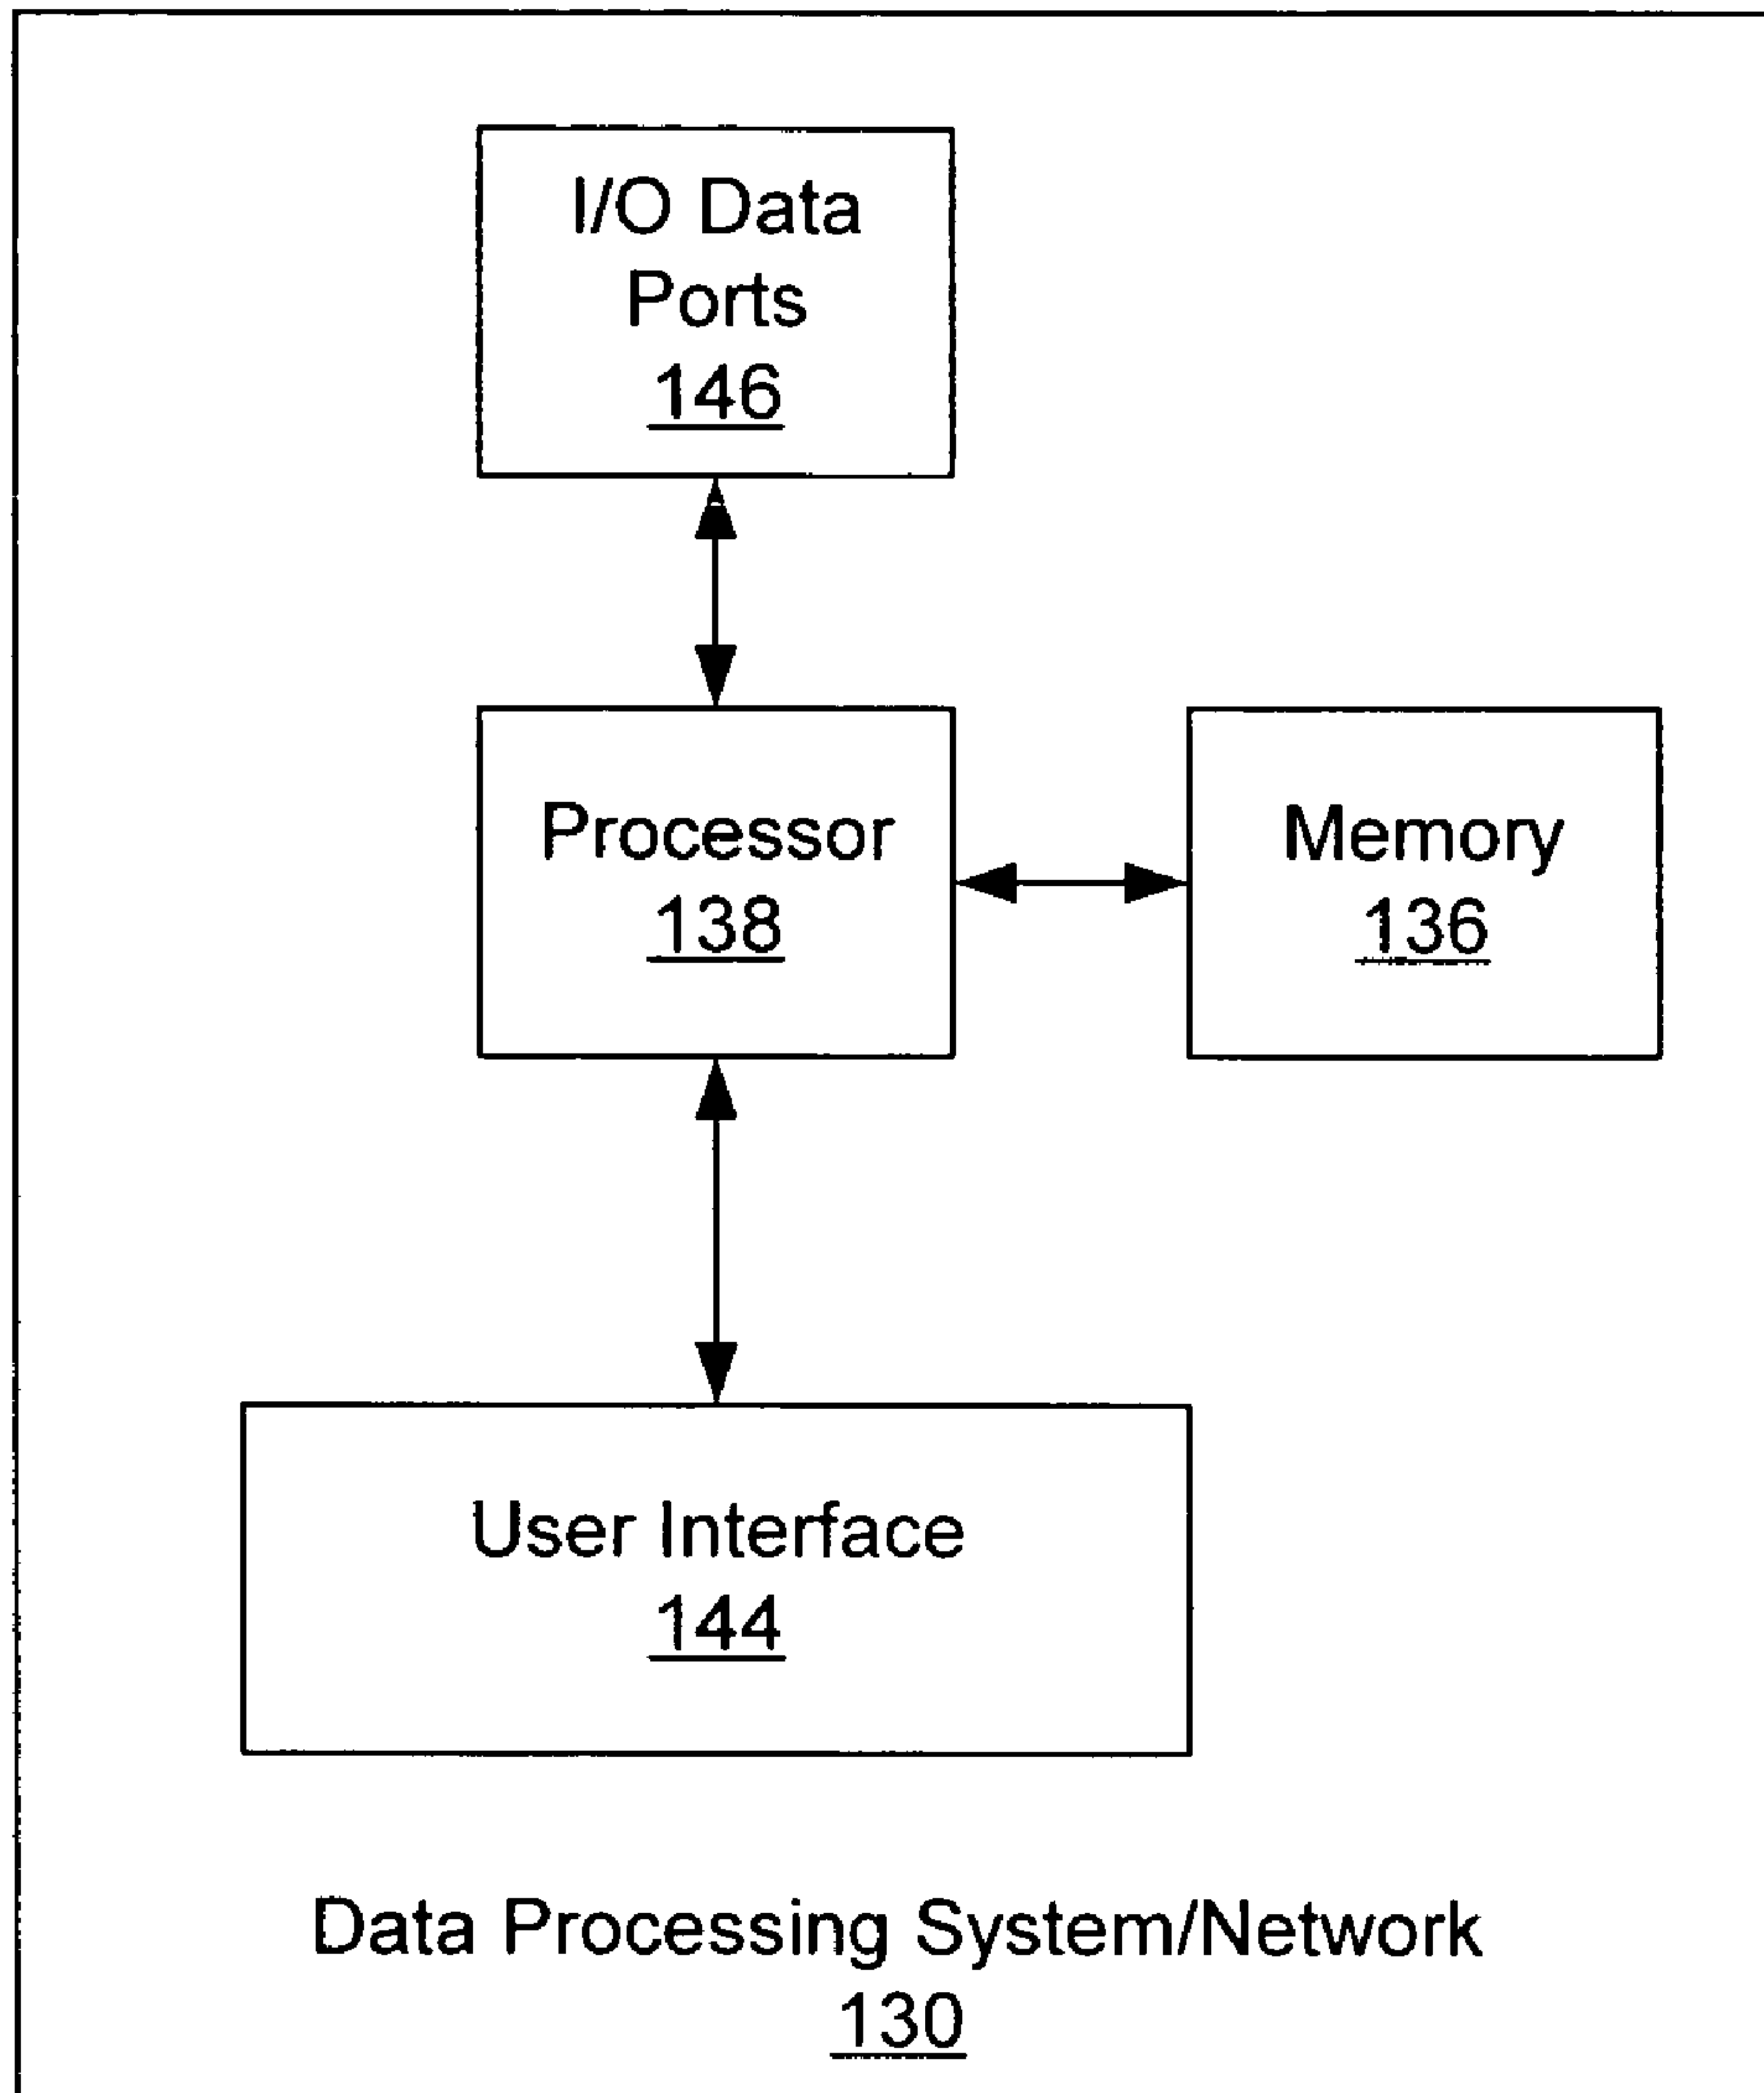 I/O Data
Ports
146
Processor
138
Memory
136
User Interface
144
Data Processing System/Network
130